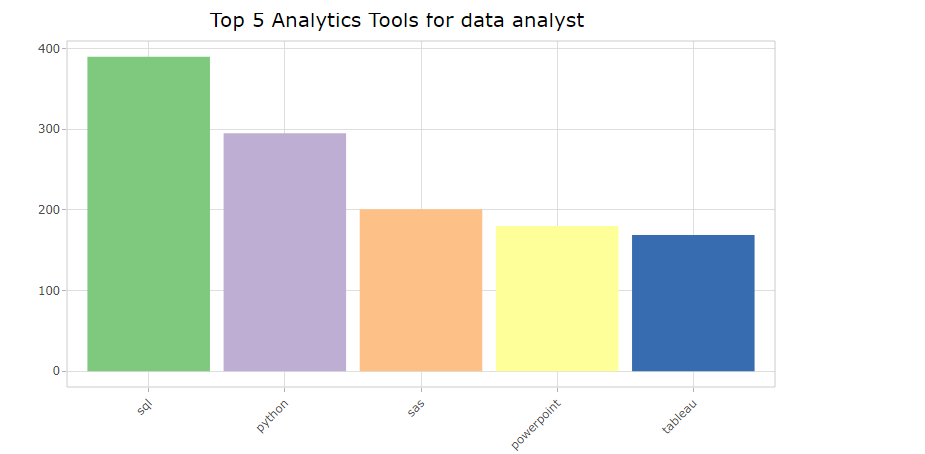 Top 5 Analytics Tools for data analyst
400
300
200
100
0
sql
python
sas
powerpoint
tableau